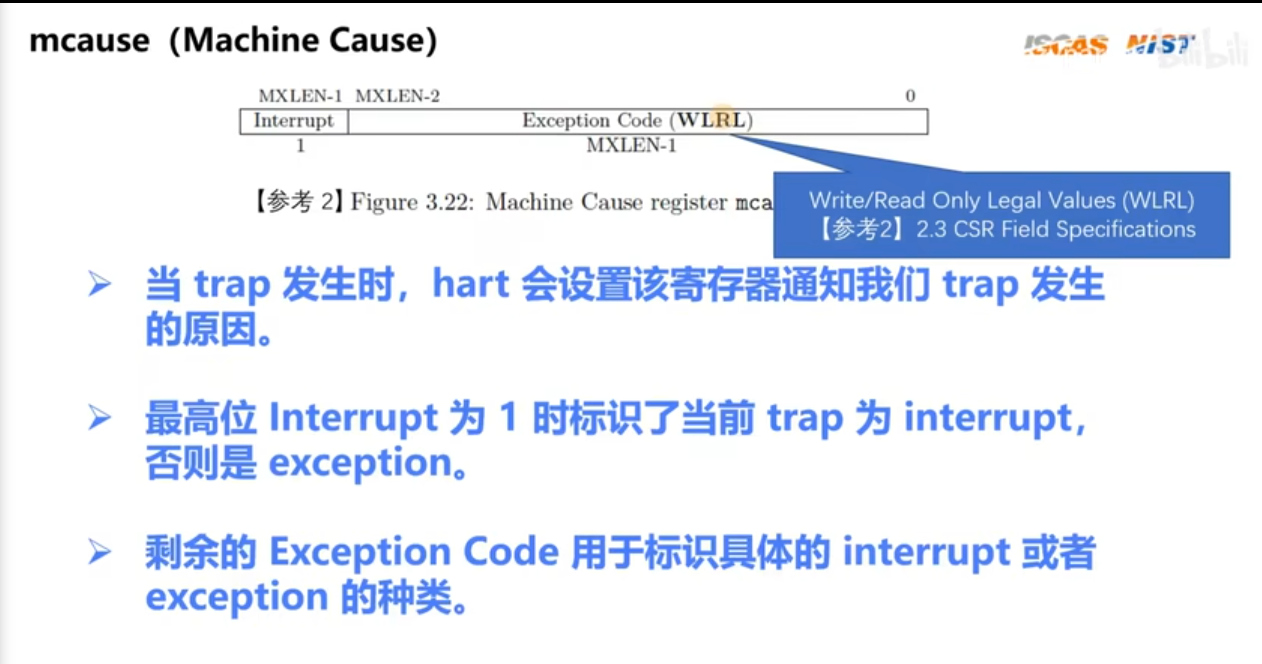 mcause（Machine Cause）
ISCAS MIST
bilibili
MXLEN-1 MXLEN-2 0
Interrupt Exception Code (WLRL)
1 MXLEN-1
【参考 2】Figure 3.22: Machine Cause register mca
Write/Read Only Legal Values (WLRL)
【参考2】2.3 CSR Field Specifications
➢ 当 trap 发生时，hart 会设置该寄存器通知我们 trap 发生
的原因。
➢ 最高位 Interrupt 为 1 时标识了当前 trap 为 interrupt，
否则是 exception。
➢ 剩余的 Exception Code 用于标识具体的 interrupt 或者
exception 的种类。